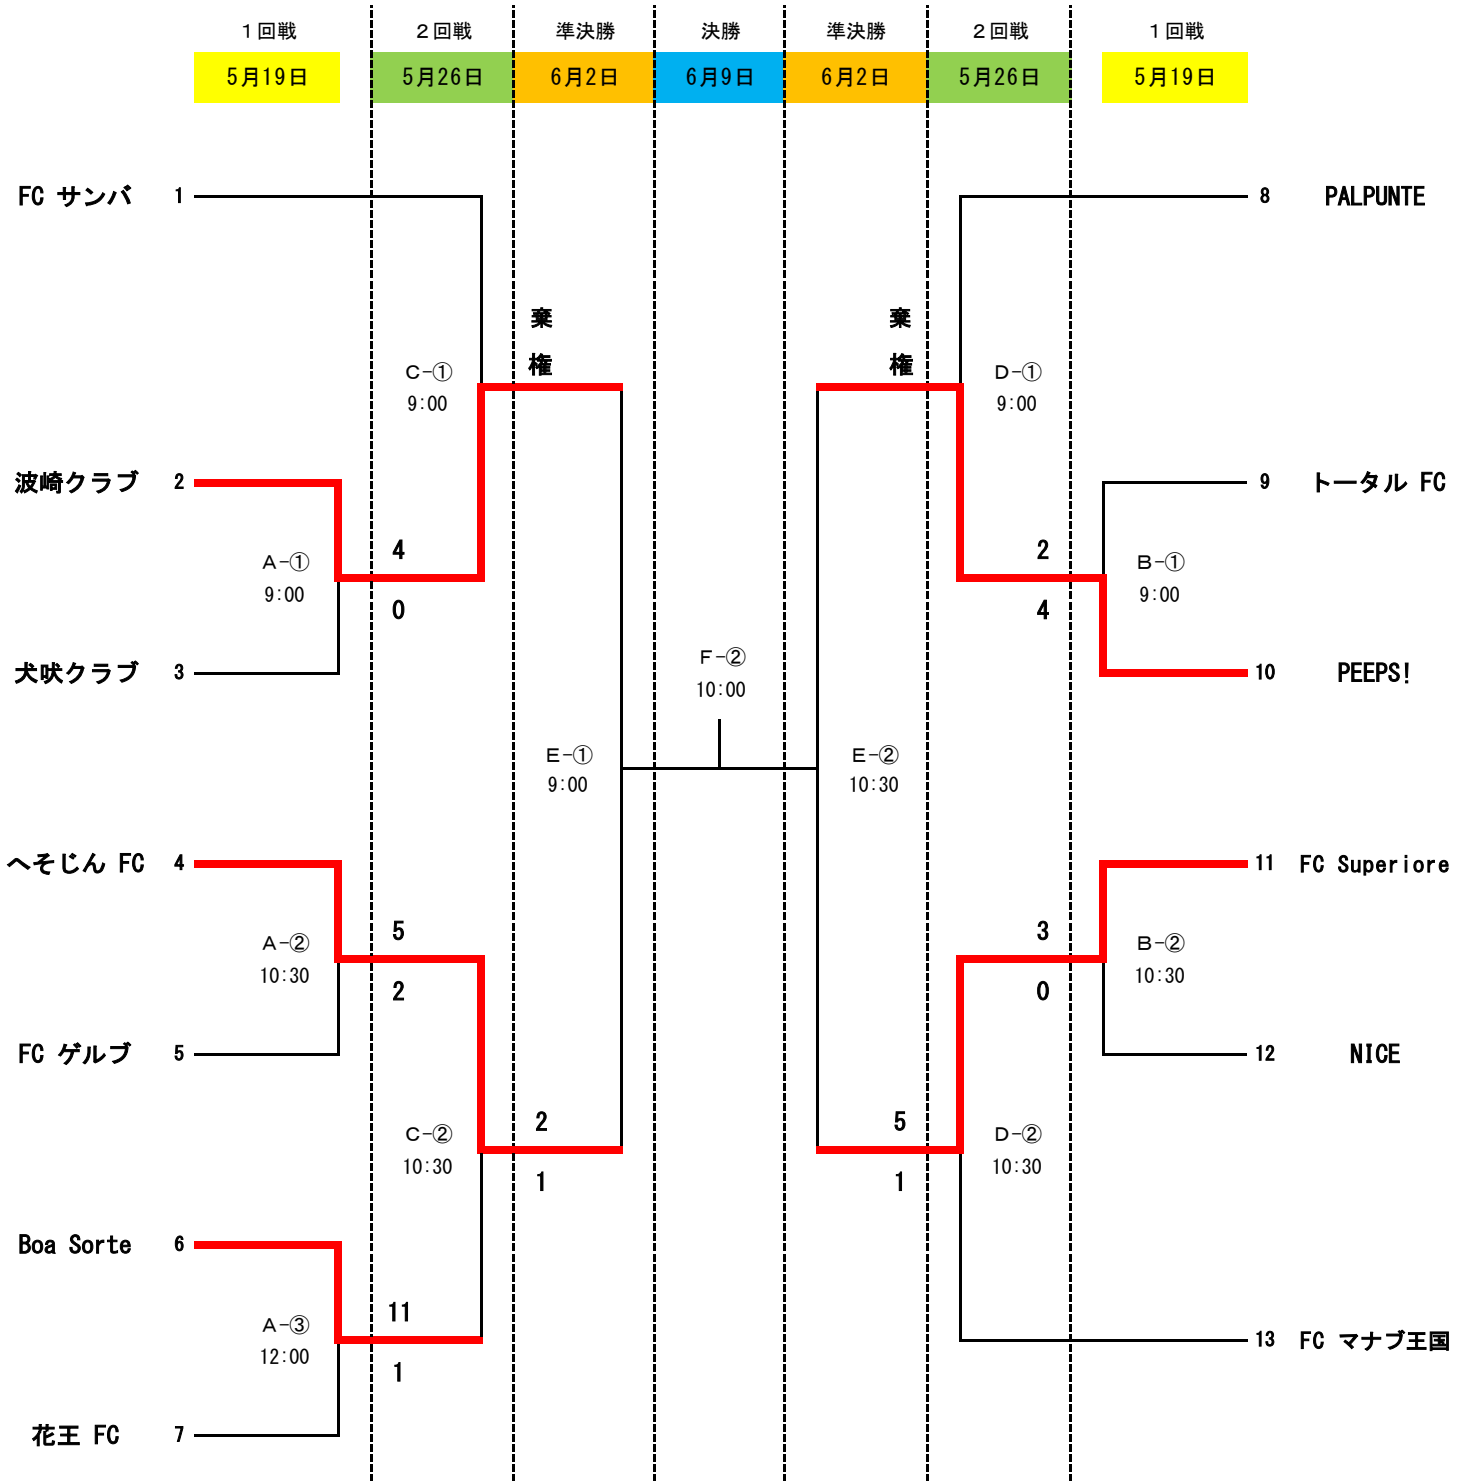 １回戦 ２回戦 準決勝 決勝 準決勝 ２回戦 １回戦
5月19日 5月26日 6月2日 6月9日 6月2日 5月26日 5月19日
FC サンバ 1
8 PALPUNTE
棄権
棄権
C-①
9:00
D-①
9:00
波崎クラブ 2
9 トータル FC
4
2
A-①
9:00
B-①
9:00
0
4
犬吠クラブ 3
10 PEEPS!
F-②
10:00
E-①
9:00
E-②
10:30
へそじん FC 4
11 FC Superiore
5
3
A-②
10:30
B-②
10:30
2
0
FC ゲルブ 5
12 NICE
2
5
C-②
10:30
D-②
10:30
1
1
Boa Sorte 6
11
A-③
12:00
13 FC マナブ王国
1
花王 FC 7